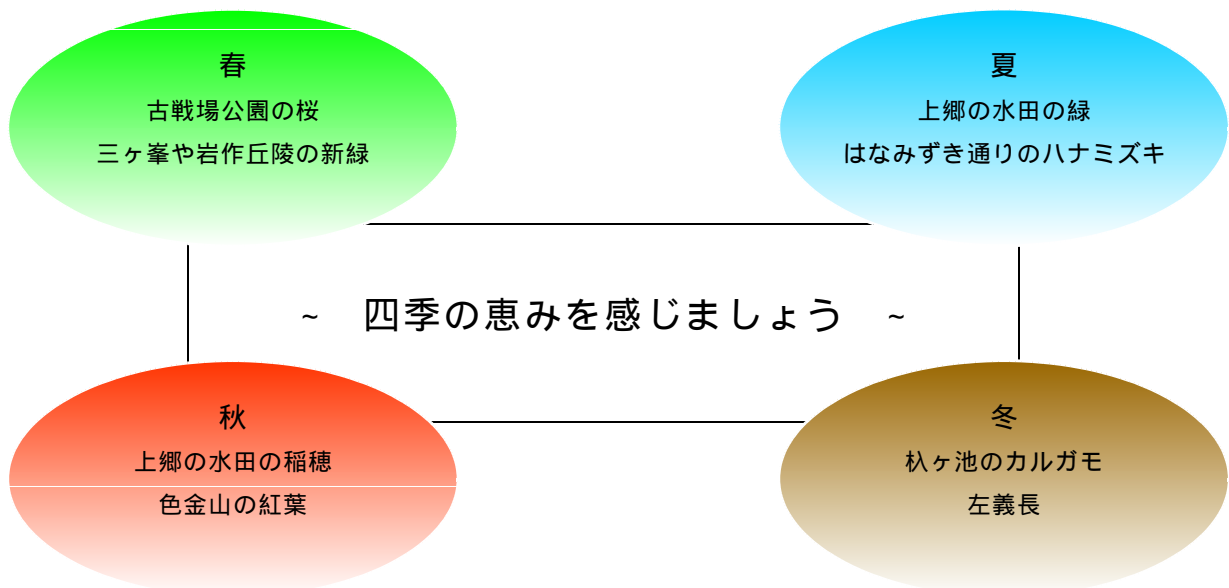 春
古戦場公園の桜
三ヶ峯や岩作丘陵の新緑
夏
上郷の水田の緑
はなみずき通りのハナミズキ
~ 四季の恵みを感じましょう ~
秋
上郷の水田の稲穂
色金山の紅葉
冬
杁ヶ池のカルガモ
左義長